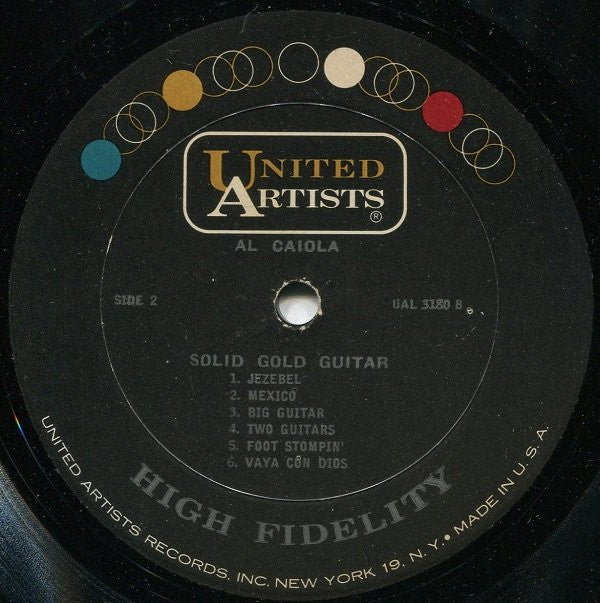 UNITED
ARTISTS
®
AL CAIOLA
SIDE 2
UAL 3180 B
SOLID GOLD GUITAR
1. JEZEBEL
2. MEXICO
3. BIG GUITAR
4. TWO GUITARS
5. FOOT STOMPIN'
6. VAYA CON DIOS
HIGH FIDELITY
UNITED ARTISTS RECORDS, INC. NEW YORK 19, N.Y. • MADE IN U.S.A.